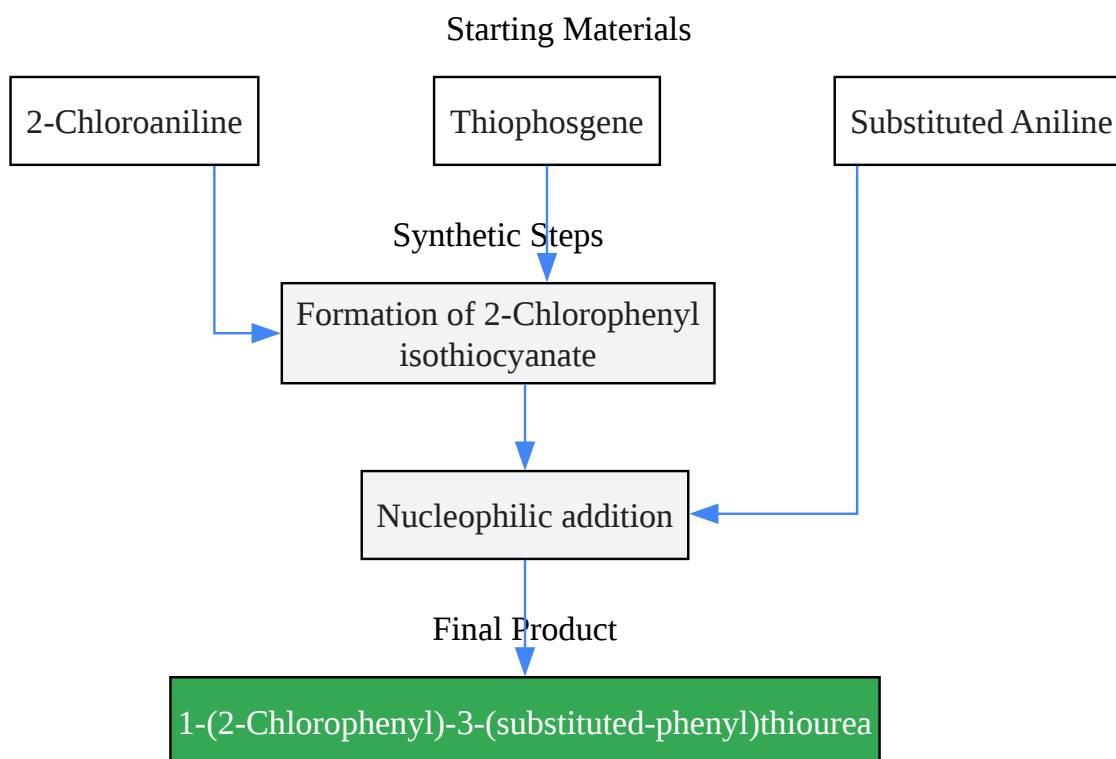 Starting Materials
2-Chloroaniline
Thiophosgene
Substituted Aniline
Synthetic Steps
Formation of 2-Chlorophenyl
isothiocyanate
Nucleophilic addition
Final Product
1-(2-Chlorophenyl)-3-(substituted-phenyl)thiourea